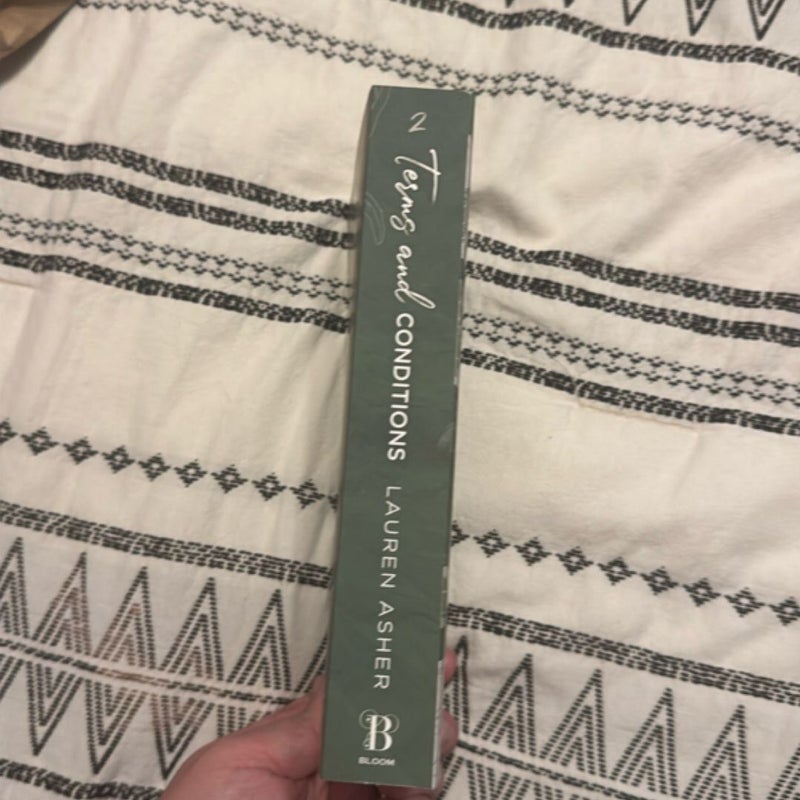 2
Terms and CONDITIONS
LAUREN ASHER
B
BLOOM